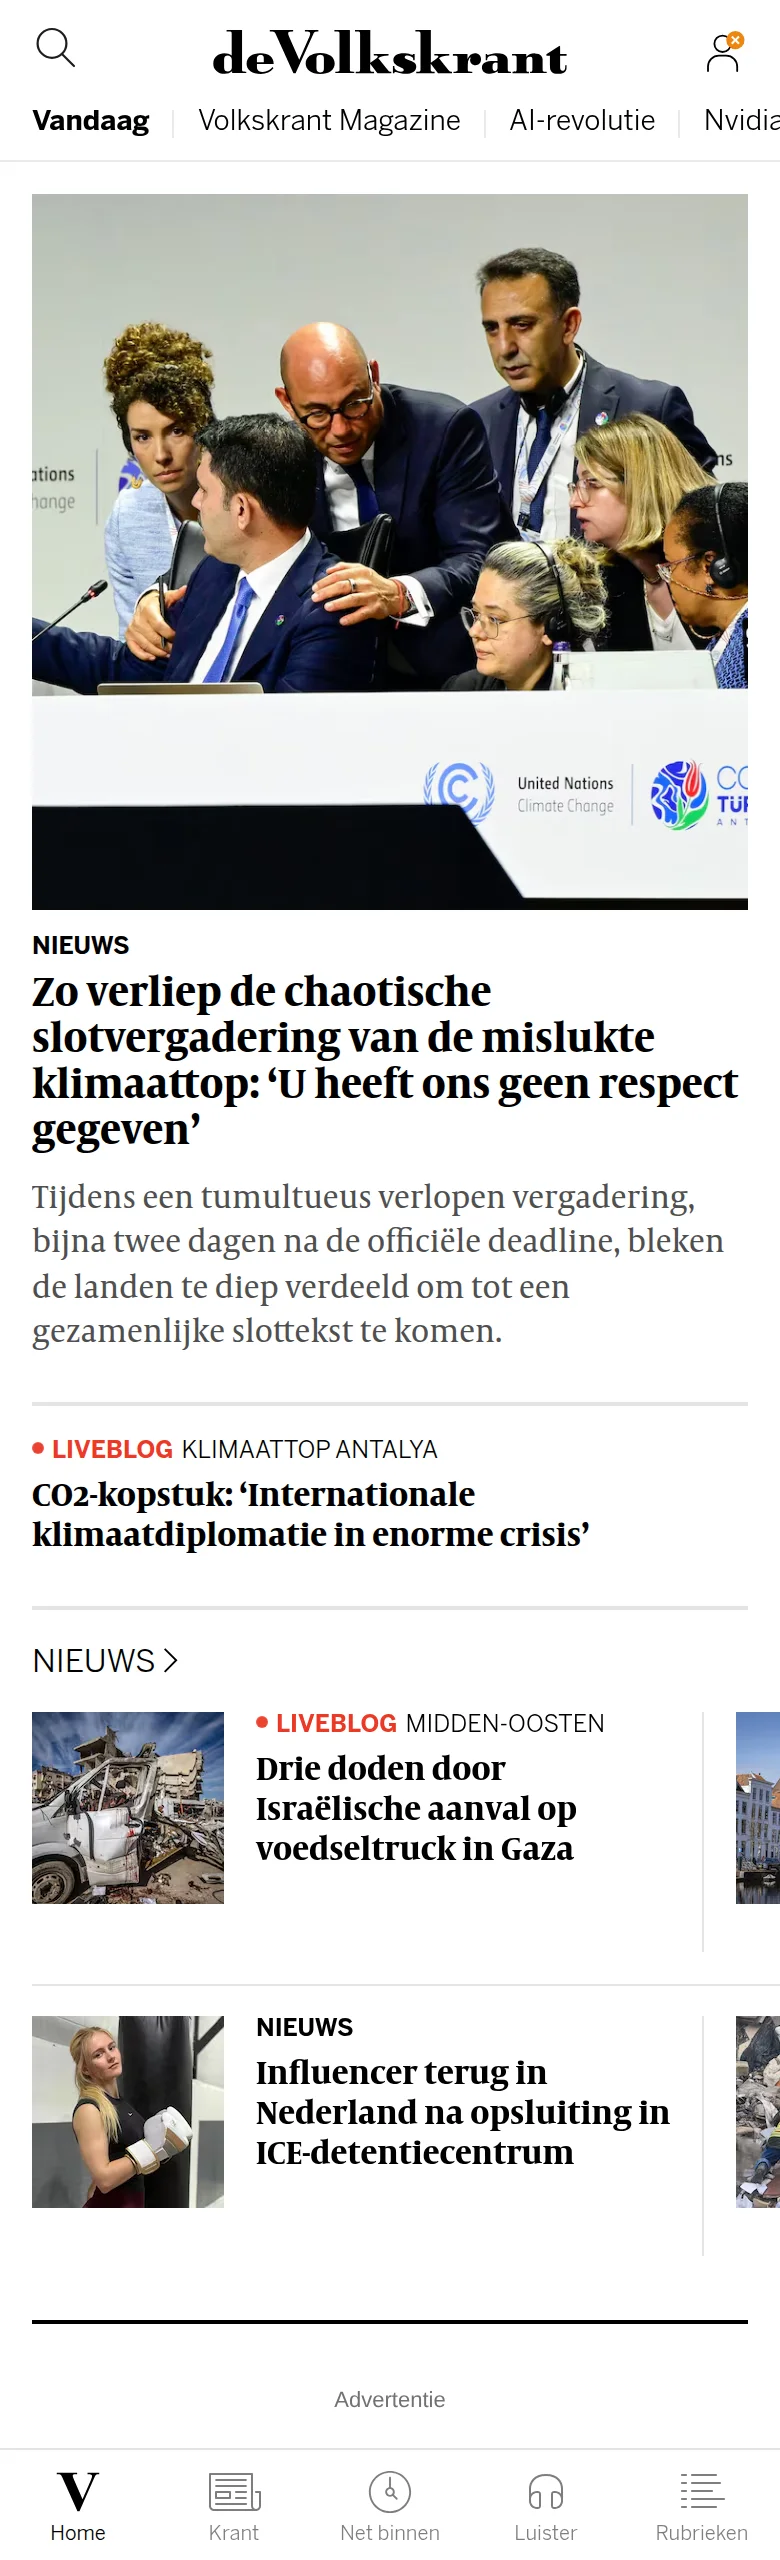 deVolkskrant
Vandaag
Volkskrant Magazine
AI-revolutie
Nvidia
ations
hange
ns
United Nations
Climate Change
NIEUWS
Zo verliep de chaotische
slotvergadering van de mislukte
klimaattop: ‘U heeft ons geen respect
gegeven’
Tijdens een tumultueus verlopen vergadering,
bijna twee dagen na de officiële deadline, bleken
de landen te diep verdeeld om tot een
gezamenlijke slottekst te komen.
LIVEBLOG KLIMAATTOP ANTALYA
CO2-kopstuk: ‘Internationale
klimaatdiplomatie in enorme crisis’
NIEUWS
LIVEBLOG MIDDEN-OOSTEN
Drie doden door
Israëlische aanval op
voedseltruck in Gaza
NIEUWS
Influencer terug in
Nederland na opsluiting in
ICE-detentiecentrum
Advertentie
V
Home
Krant
Net binnen
Luister
Rubrieken